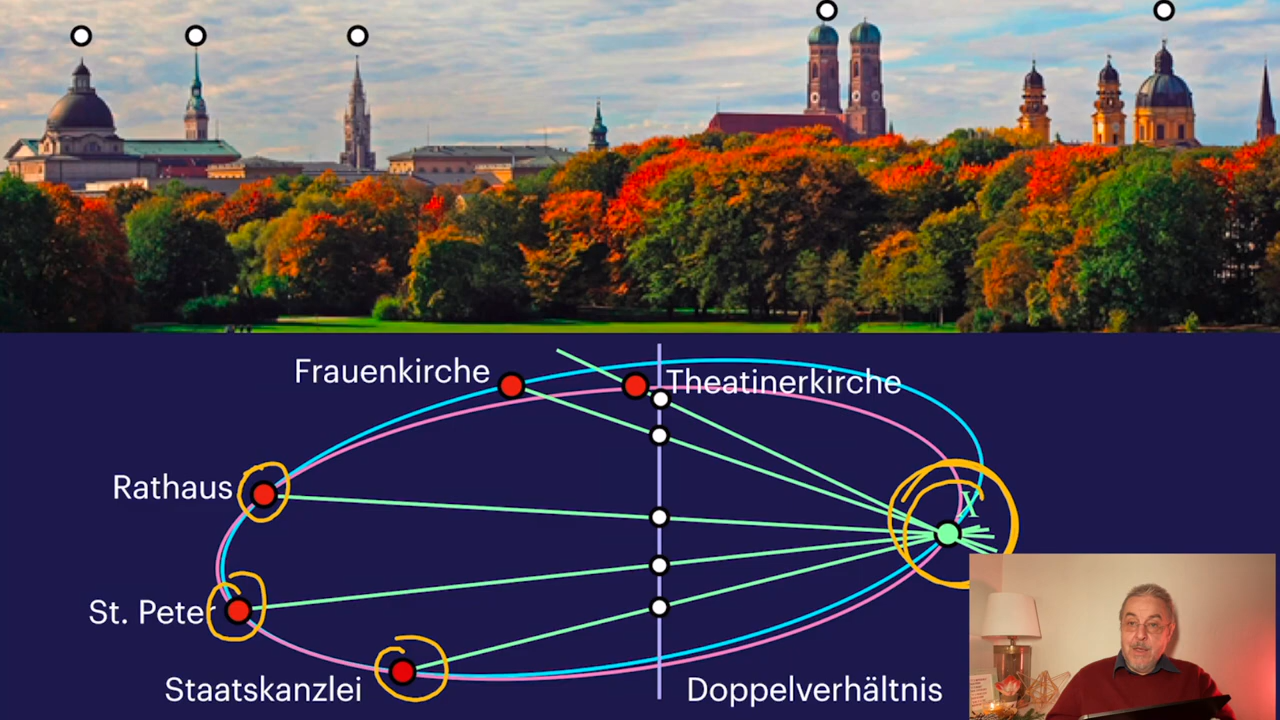 Frauenkirche
Theatinerkirche
Rathaus
X
St. Peter
Staatskanzlei
Doppelverhältnis